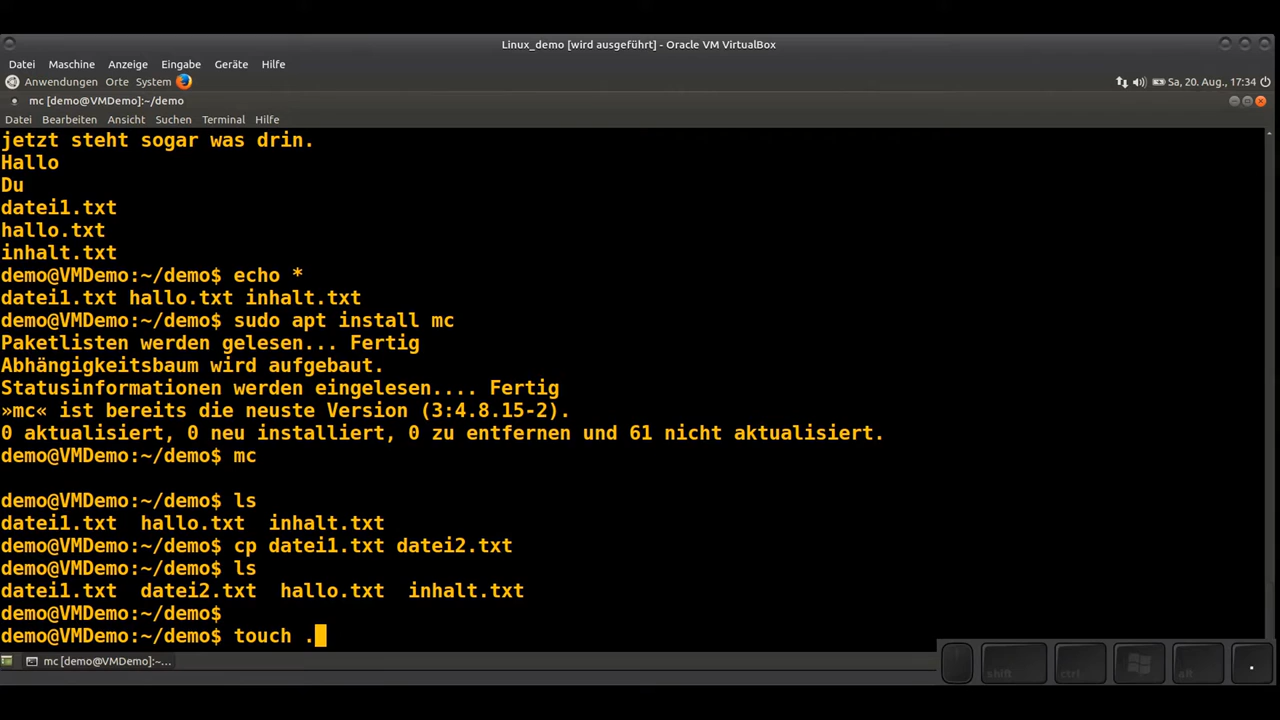 Linux_demo [wird ausgeführt] - Oracle VM VirtualBox
Datei Maschine Anzeige Eingabe Geräte Hilfe
Anwendungen Orte System Sa, 20. Aug., 17:34
mc [demo@VMDemo:~/demo
Datei Bearbeiten Ansicht Suchen Terminal Hilfe
jetzt steht sogar was drin.
Hallo
Du
datei1.txt
hallo.txt
inhalt.txt
demo@VMDemo:~/demo$ echo *
datei1.txt hallo.txt inhalt.txt
demo@VMDemo:~/demo$ sudo apt install mc
Paketlisten werden gelesen... Fertig
Abhängigkeitsbaum wird aufgebaut.
Statusinformationen werden eingelesen.... Fertig
»mc« ist bereits die neuste Version (3:4.8.15-2).
0 aktualisiert, 0 neu installiert, 0 zu entfernen und 61 nicht aktualisiert.
demo@VMDemo:~/demo$ mc
demo@VMDemo:~/demo$ ls
datei1.txt hallo.txt inhalt.txt
demo@VMDemo:~/demo$ cp datei1.txt datei2.txt
demo@VMDemo:~/demo$ ls
datei1.txt datei2.txt hallo.txt inhalt.txt
demo@VMDemo:~/demo$
demo@VMDemo:~/demo$ touch .
mc [demo@VMDemo:~...
shift ctrl alt .